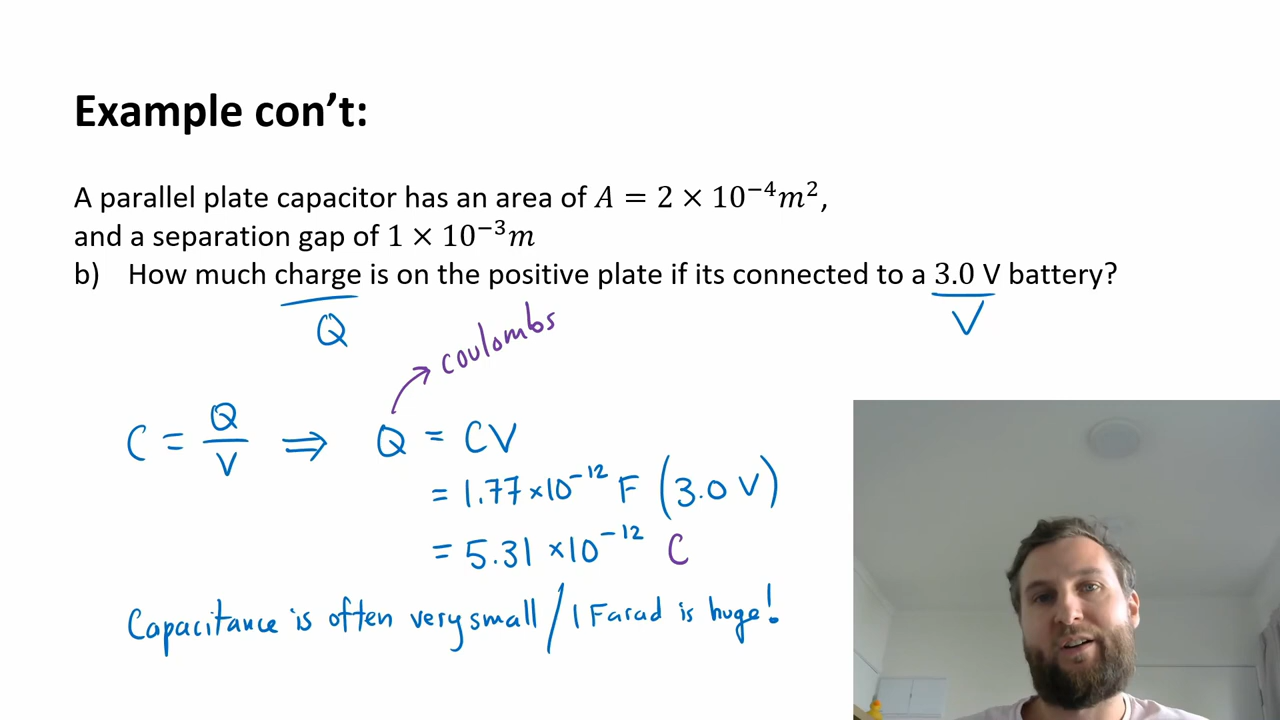 Example con’t:
A parallel plate capacitor has an area of 𝐴 = 2 × 10⁻⁴𝑚²,
and a separation gap of 1 × 10⁻³𝑚
b) How much charge is on the positive plate if its connected to a 3.0 V battery?
Q
V
coulombs
C = Q/V ⇒ Q = CV
= 1.77×10⁻¹² F (3.0 V)
= 5.31 ×10⁻¹² C
Capacitance is often very small / 1 Farad is huge!